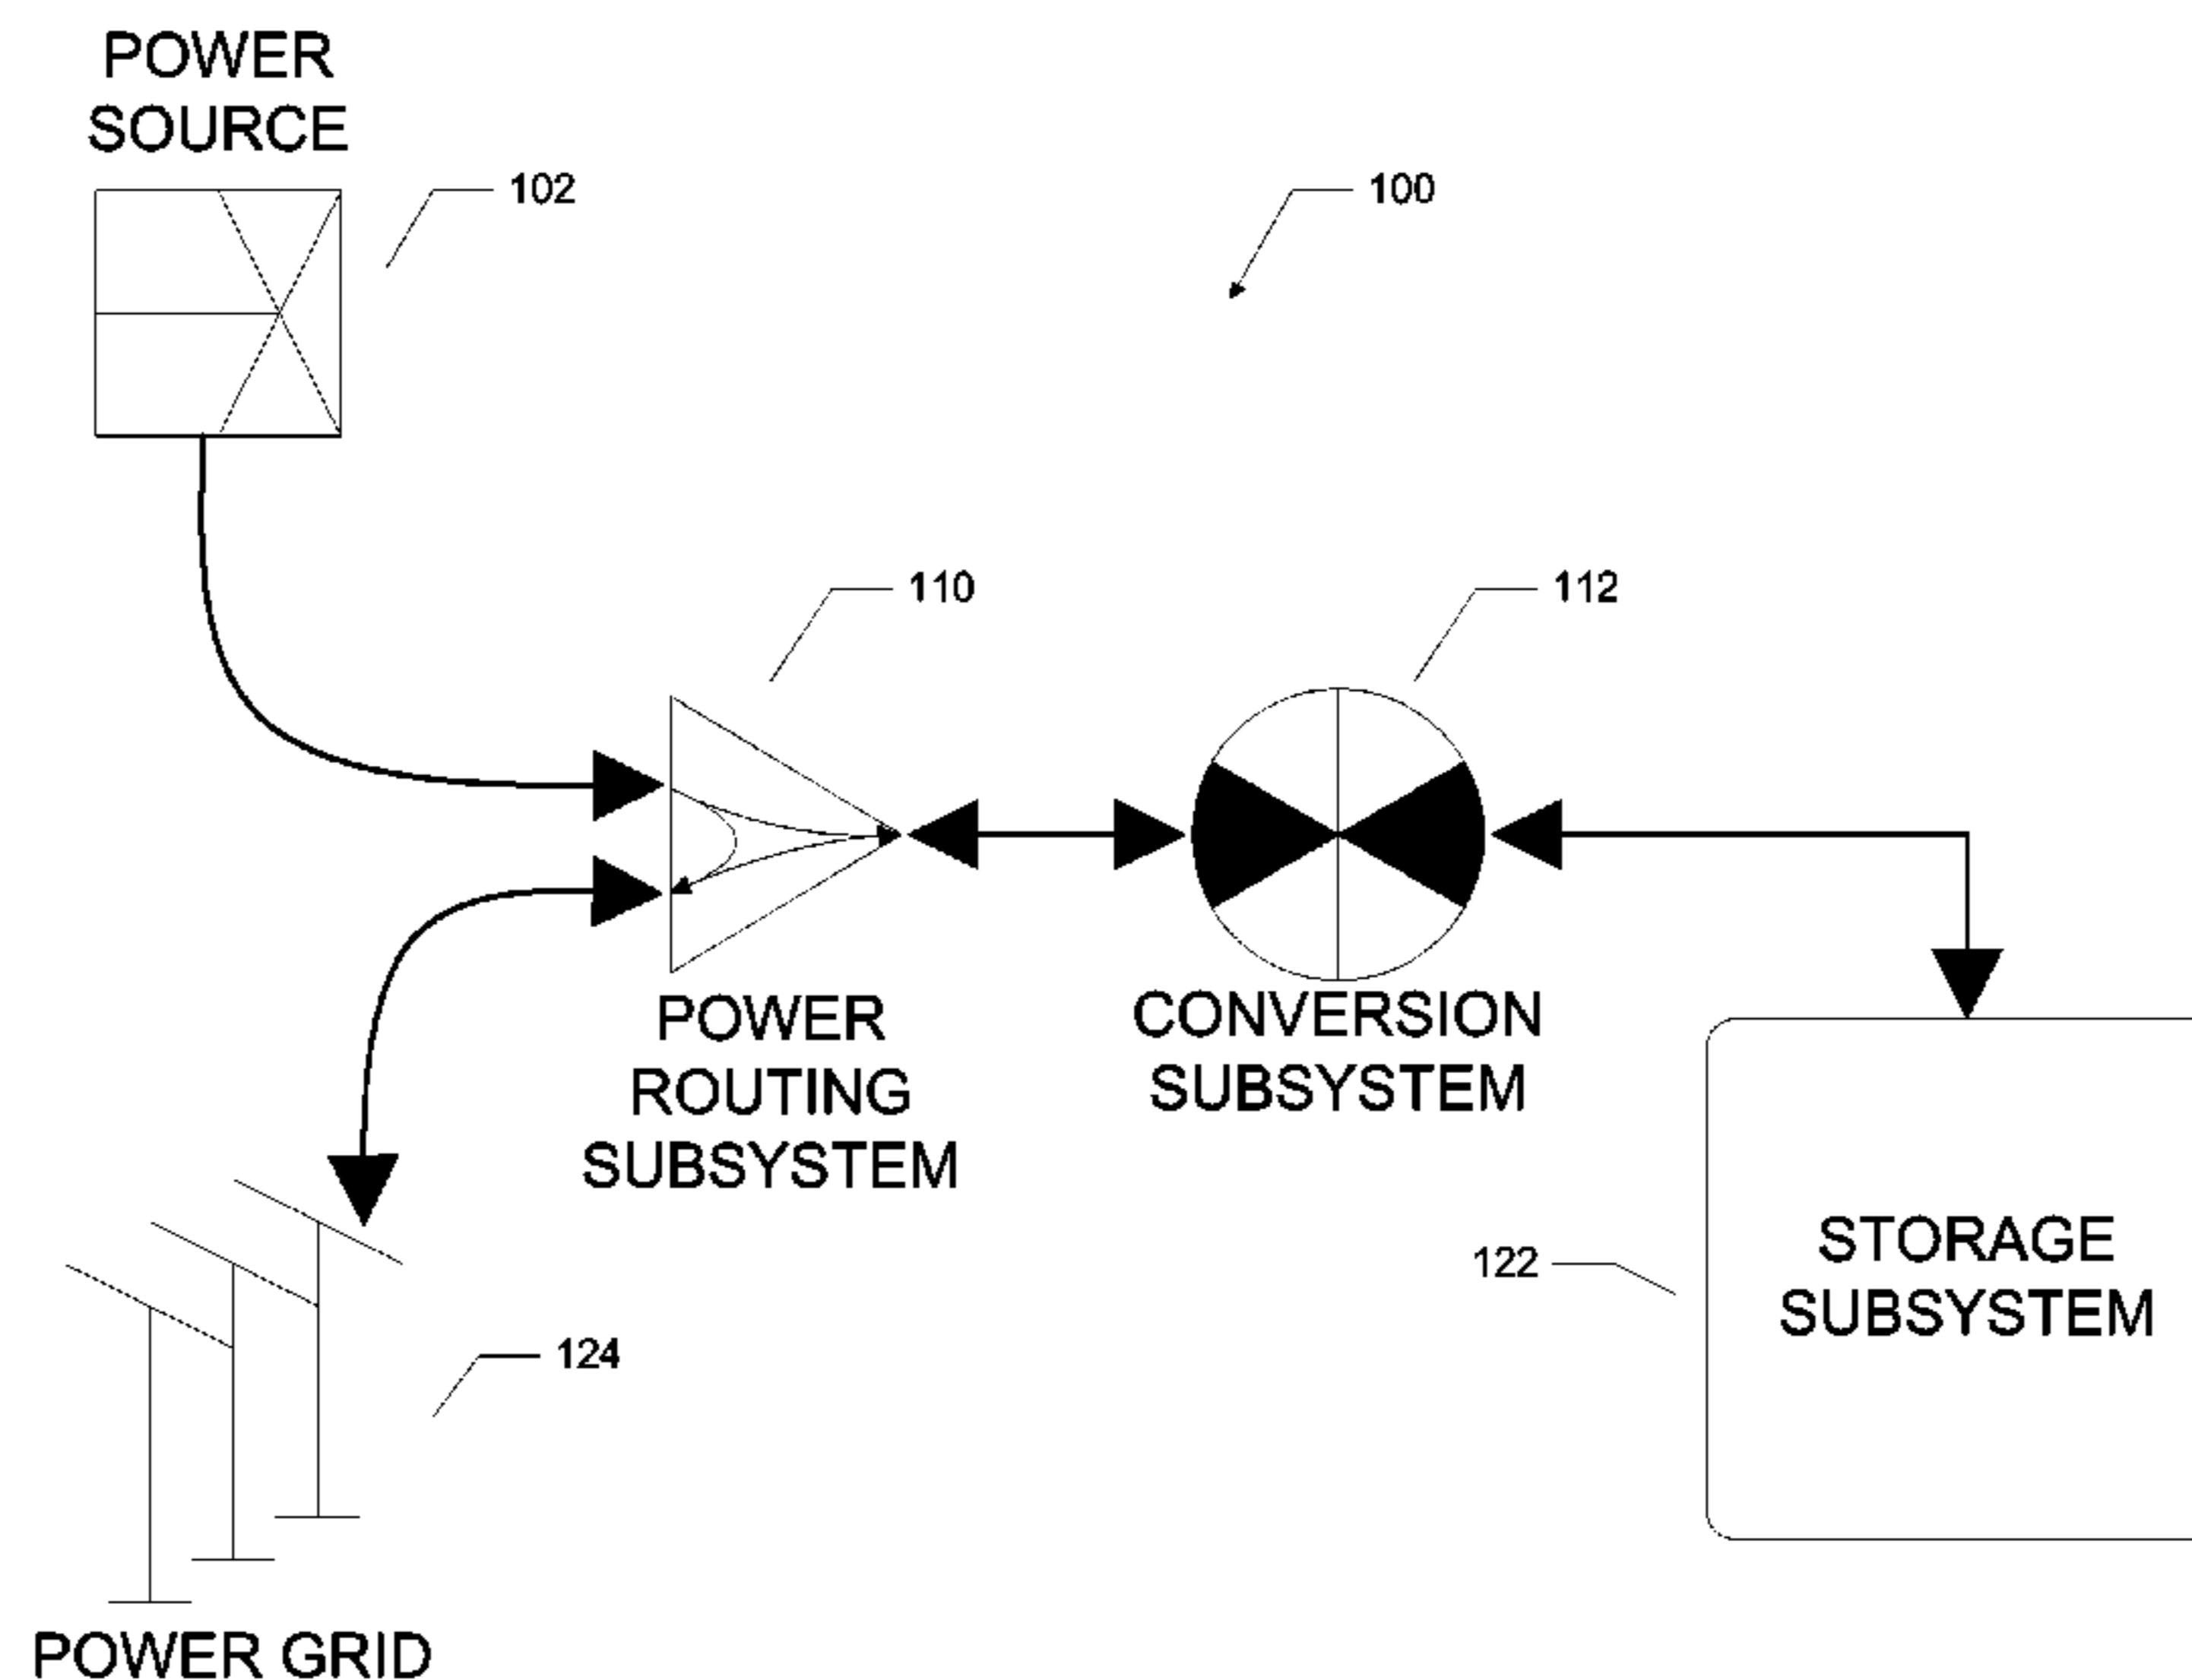 POWER
SOURCE
102
100
110
112
POWER
ROUTING
SUBSYSTEM
CONVERSION
SUBSYSTEM
STORAGE
SUBSYSTEM
122
124
POWER GRID